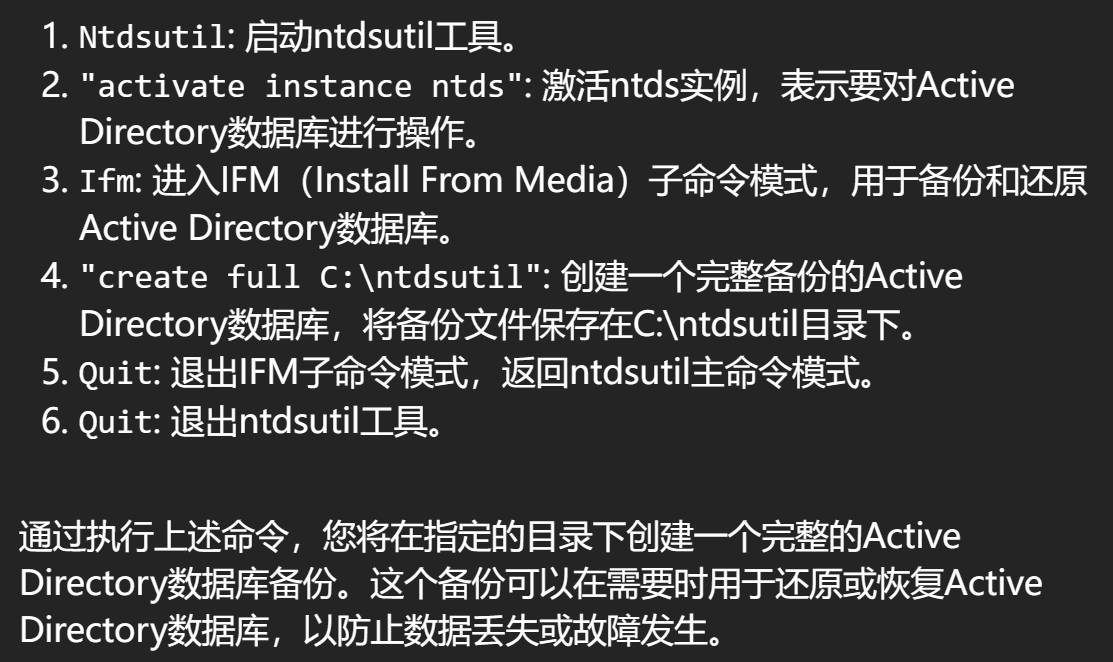 1. Ntdsutil: 启动ntdsutil工具。
2. "activate instance ntds": 激活ntds实例，表示要对Active
Directory数据库进行操作。
3. Ifm: 进入IFM（Install From Media）子命令模式，用于备份和还原
Active Directory数据库。
4. "create full C:\ntdsutil": 创建一个完整备份的Active
Directory数据库，将备份文件保存在C:\ntdsutil目录下。
5. Quit: 退出IFM子命令模式，返回ntdsutil主命令模式。
6. Quit: 退出ntdsutil工具。
通过执行上述命令，您将在指定的目录下创建一个完整的Active
Directory数据库备份。这个备份可以在需要时用于还原或恢复Active
Directory数据库，以防止数据丢失或故障发生。